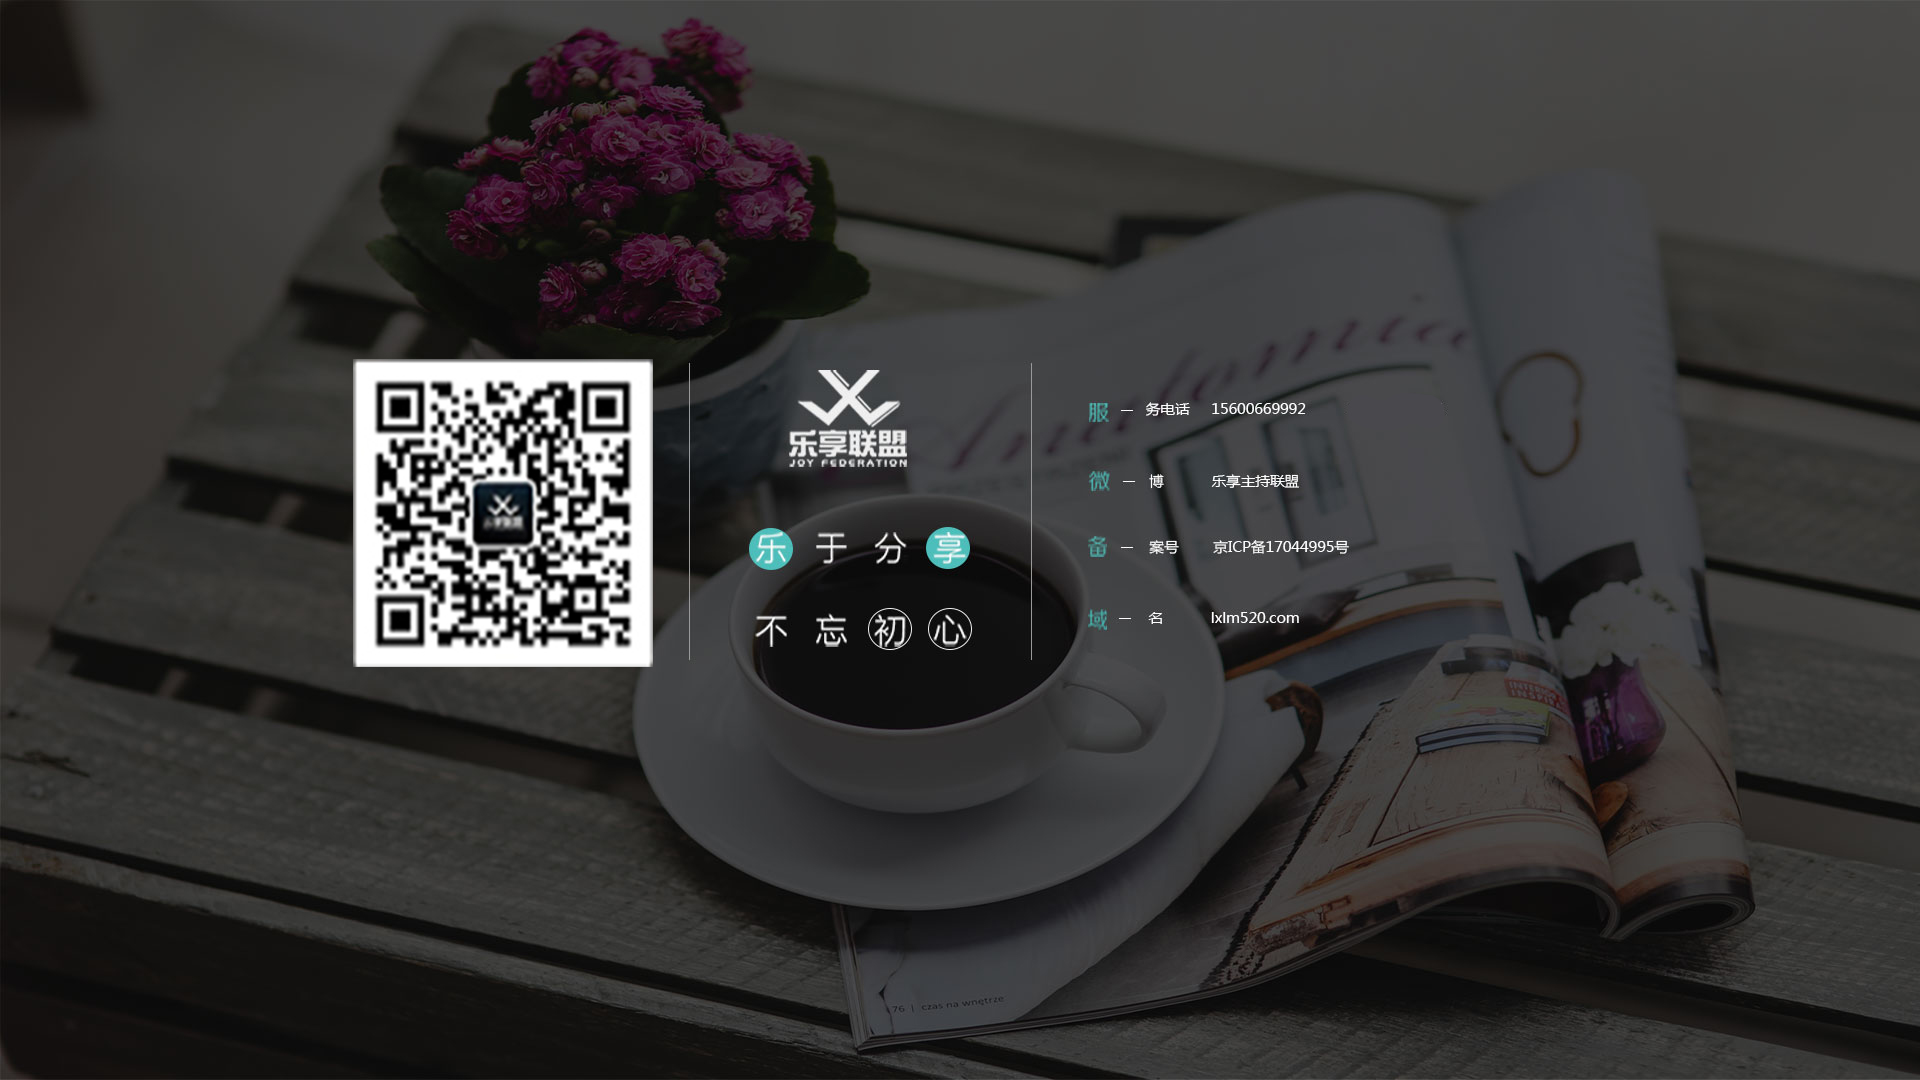 乐享联盟
JOY FEDERATION
乐于分享
不忘初心
服 — 务电话 15600669992
微 — 博 乐享主持联盟
备 — 案号 京ICP备17044995号
域 — 名 lxlm520.com
Anatomia
76 | czas na wnętrze